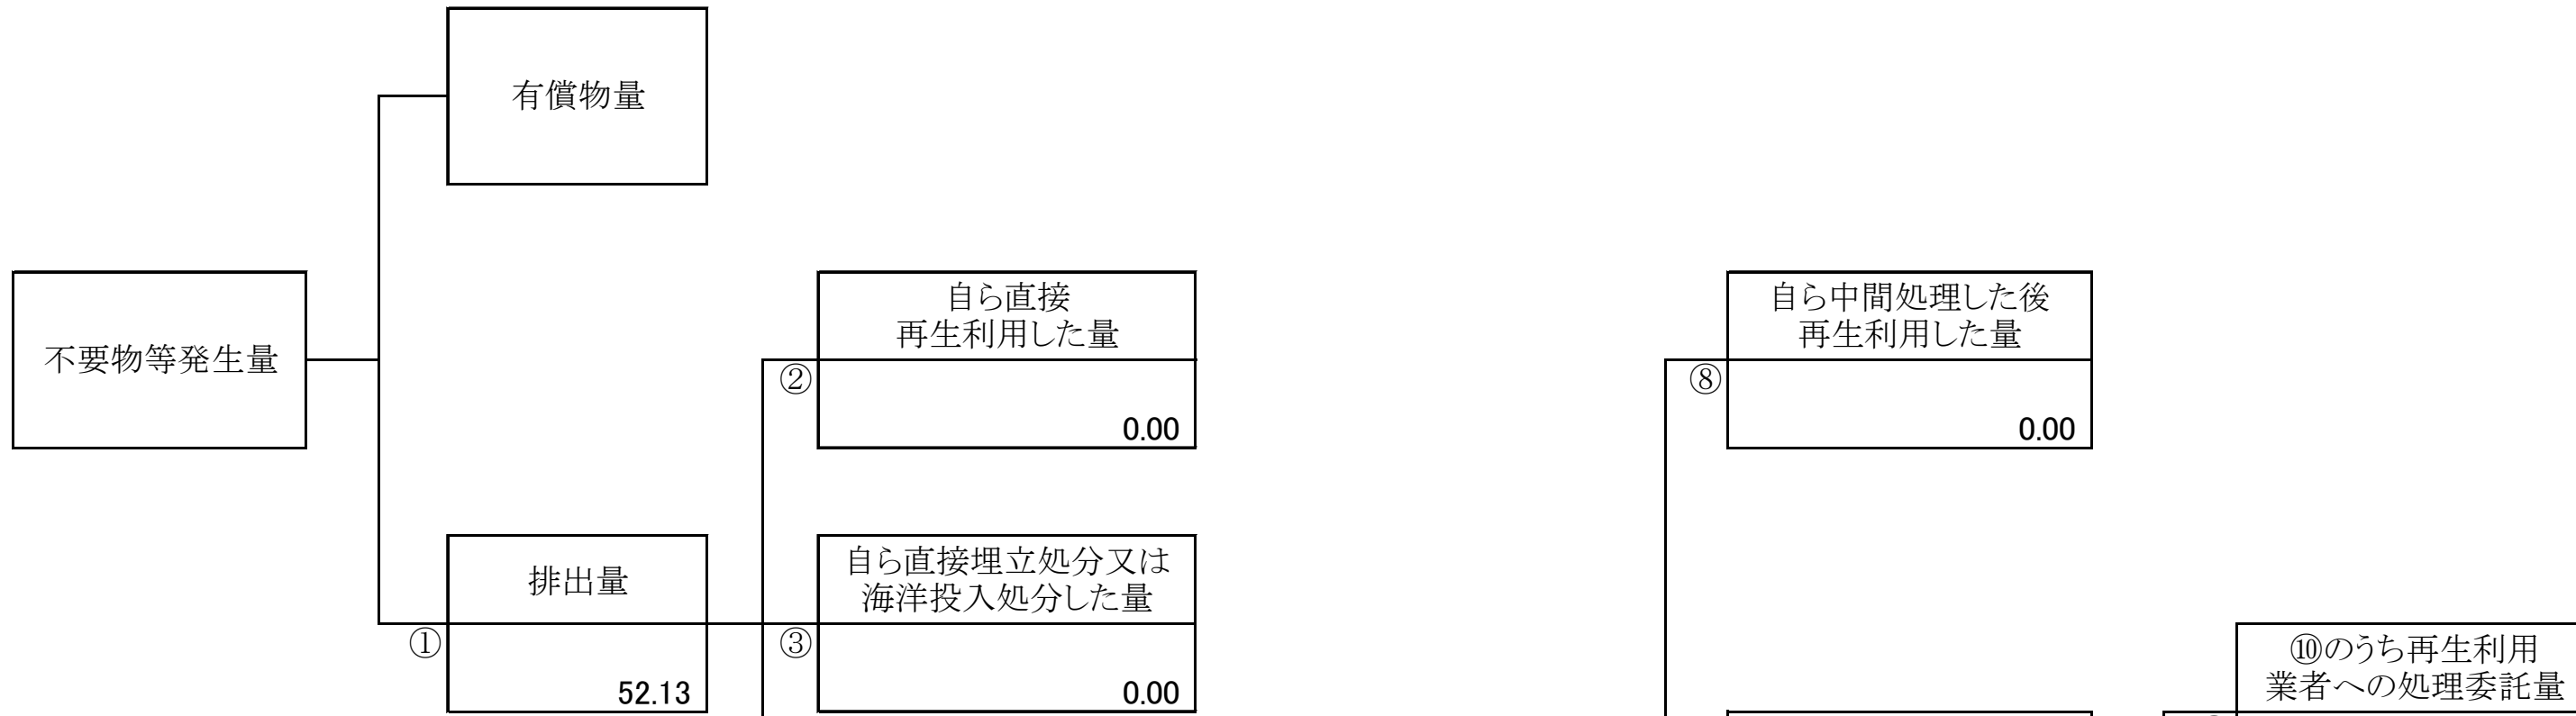 有償物量
不要物等発生量
自ら直接
再生利用した量
②
0.00
自ら中間処理した後
再生利用した量
⑧
0.00
排出量
①
52.13
自ら直接埋立処分又は
海洋投入処分した量
③
0.00
⑩のうち再生利用
業者への処理委託量